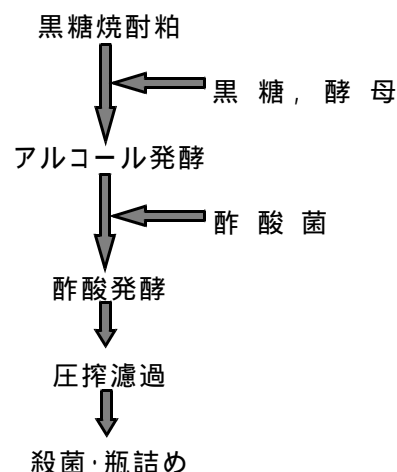 黒糖焼酎粕
黒糖，酵母
アルコール発酵
酢酸菌
酢酸発酵
圧搾濾過
殺菌・瓶詰め